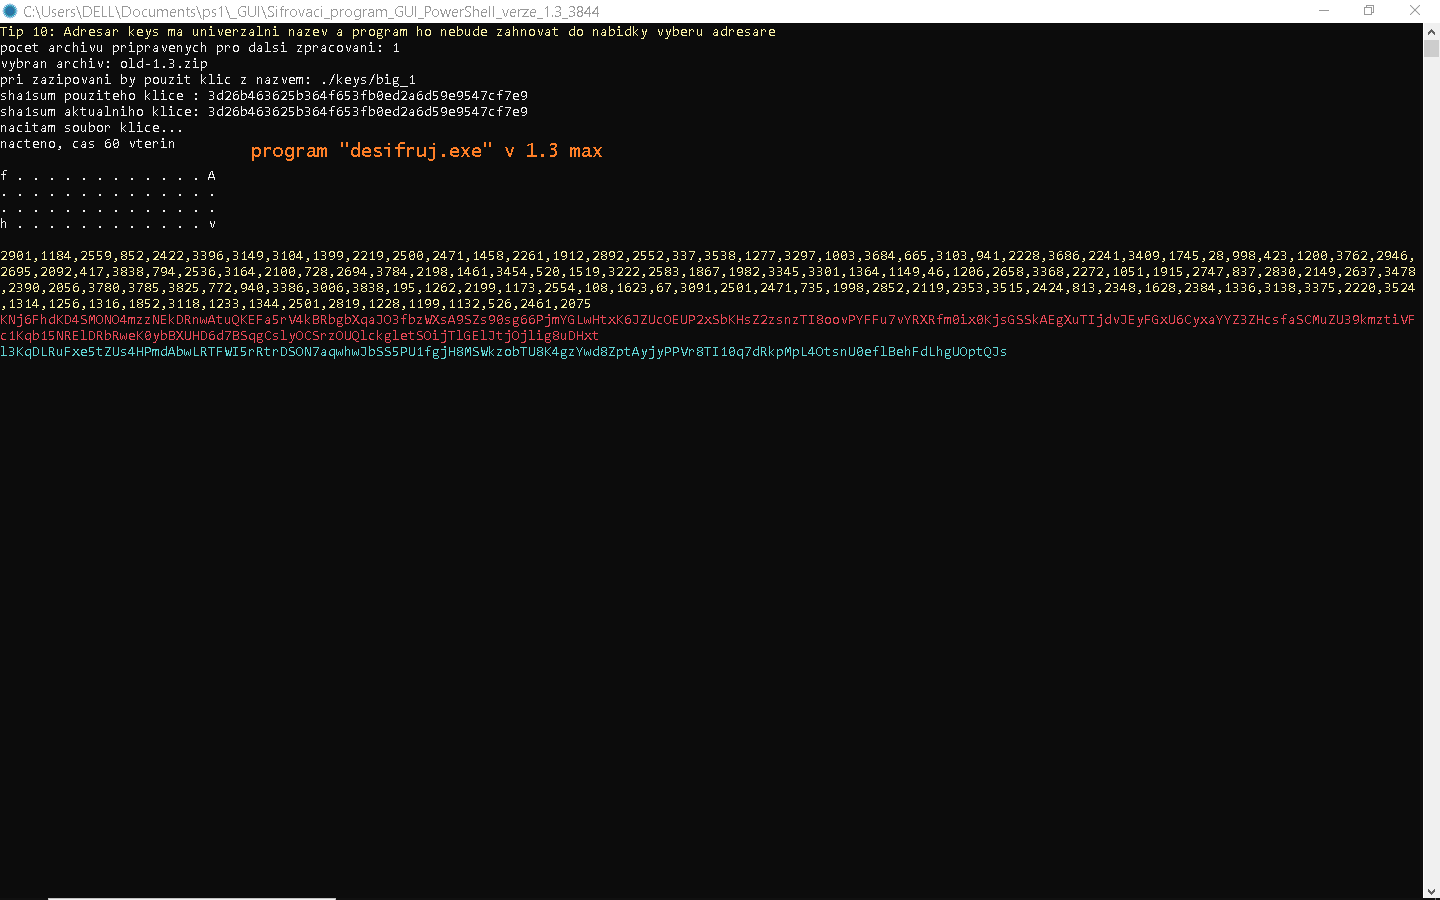 C:\Users\DELL\Documents\ps1\_GUI\Sifrovaci_program_GUI_PowerShell_verze_1.3_3844
Tip 10: Adresar keys ma univerzalni nazev a program ho nebude zahnovat do nabidky vyberu adresare
pocet archivu pripravenych pro dalsi zpracovani: 1
vybran archiv: old-1.3.zip
pri zazipovani by pouzit klic z nazvem: ./keys/big_1
sha1sum pouziteho klice : 3d26b463625b364f653fb0ed2a6d59e9547cf7e9
sha1sum aktualniho klice: 3d26b463625b364f653fb0ed2a6d59e9547cf7e9
nacitam soubor klice...
nacteno, cas 60 vterin
program "desifruj.exe" v 1.3 max
f . . . . . . . . . . . . A
. . . . . . . . . . . . . .
. . . . . . . . . . . . . .
h . . . . . . . . . . . . v
2901,1184,2559,852,2422,3396,3149,3104,1399,2219,2500,2471,1458,2261,1912,2892,2552,337,3538,1277,3297,1003,3684,665,3103,941,2228,3686,2241,3409,1745,28,998,423,1200,3762,2946,
2695,2092,417,3838,794,2536,3164,2100,728,2694,3784,2198,1461,3454,520,1519,3222,2583,1867,1982,3345,3301,1364,1149,46,1206,2658,3368,2272,1051,1915,2747,837,2830,2149,2637,3478
,2390,2056,3780,3785,3825,772,940,3386,3006,3838,195,1262,2199,1173,2554,108,1623,67,3091,2501,2471,735,1998,2852,2119,2353,3515,2424,813,2348,1628,2384,1336,3138,3375,2220,3524
,1314,1256,1316,1852,3118,1233,1344,2501,2819,1228,1199,1132,526,2461,2075
KNj6FhdKD4SMONO4mzzNEkDRnwAtuQKEFa5rV4kBRbgbXqaJO3fbzWXsA9SZs90sg66PjmYGLwHtxK6JZUcOEUP2xSbKHsZ2zsnzTI8oovPYFFu7vYRXRfm0ix0KjsGSSkAEgXuTIjdvJEyFGxU6CyxaYYZ3ZHcsfaSCMuZU39kmztiVF
c1Kqb15NRElDRbRweK0ybBXUHD6d7BSqgCslyOCSrzOUQlckgletSOijTlGElJtjOjlig8uDHxt
l3KqDLRuFxe5tZUs4HPmdAbwLRTFWI5rRtrDSON7aqwhwJbSS5PU1fgjH8MSWkzobTU8K4gzYwd8ZptAyjyPPVr8TI10q7dRkpMpL4OtsnU0eflBehFdLhgUOptQJs